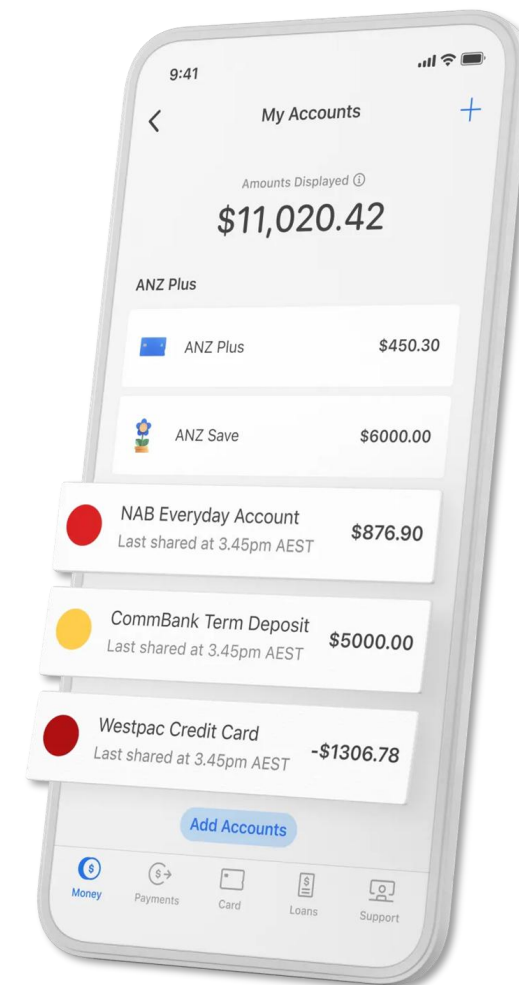 9:41
My Accounts
Amounts Displayed
$11,020.42
ANZ Plus
ANZ Plus $450.30
ANZ Save $6000.00
NAB Everyday Account $876.90
Last shared at 3.45pm AEST
CommBank Term Deposit $5000.00
Last shared at 3.45pm AEST
Westpac Credit Card -$1306.78
Last shared at 3.45pm AEST
Add Accounts
Money Payments Card Loans Support